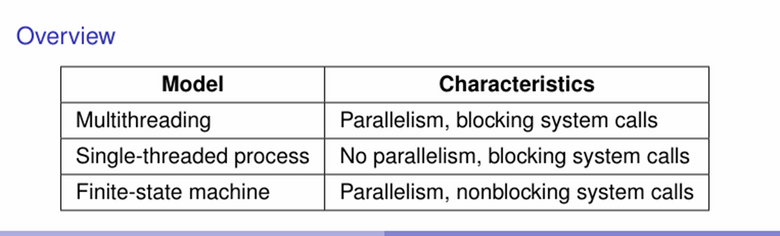 Overview
Model Characteristics
Multithreading Parallelism, blocking system calls
Single-threaded process No parallelism, blocking system calls
Finite-state machine Parallelism, nonblocking system calls